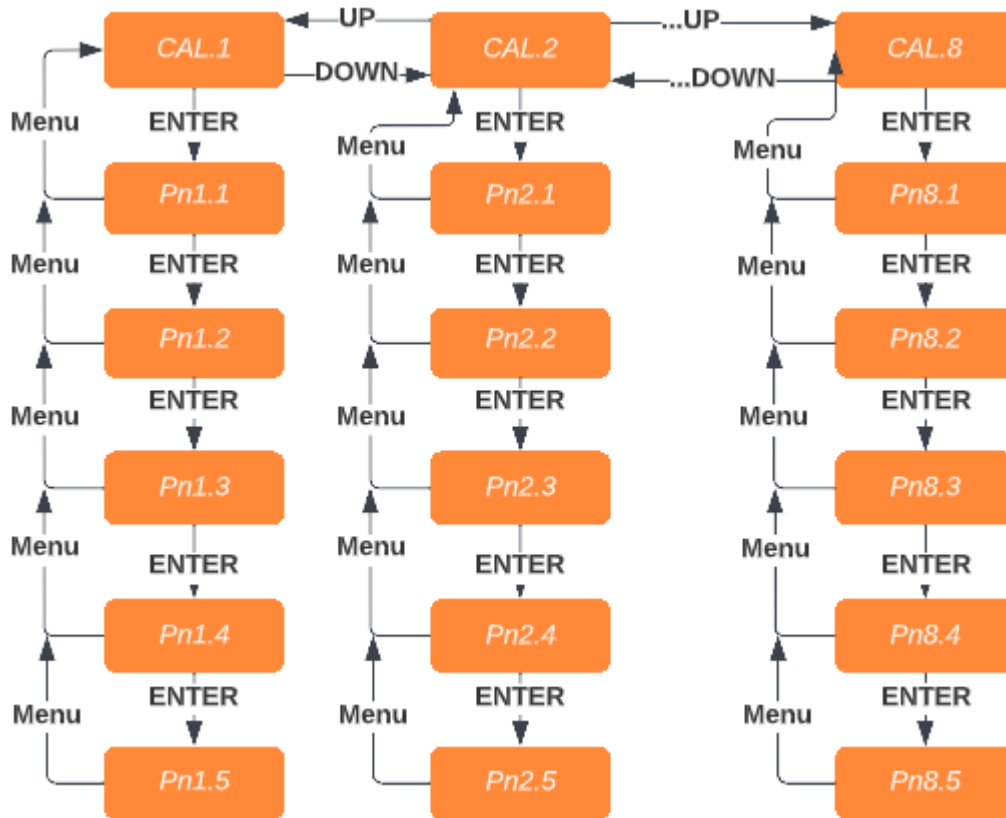 UP ...UP
CAL.1 CAL.2 CAL.8
DOWN ...DOWN
Menu ENTER Menu ENTER Menu ENTER
Pn1.1 Pn2.1 Pn8.1
Menu ENTER Menu ENTER Menu ENTER
Pn1.2 Pn2.2 Pn8.2
Menu ENTER Menu ENTER Menu ENTER
Pn1.3 Pn2.3 Pn8.3
Menu ENTER Menu ENTER Menu ENTER
Pn1.4 Pn2.4 Pn8.4
Menu ENTER Menu ENTER Menu ENTER
Pn1.5 Pn2.5 Pn8.5